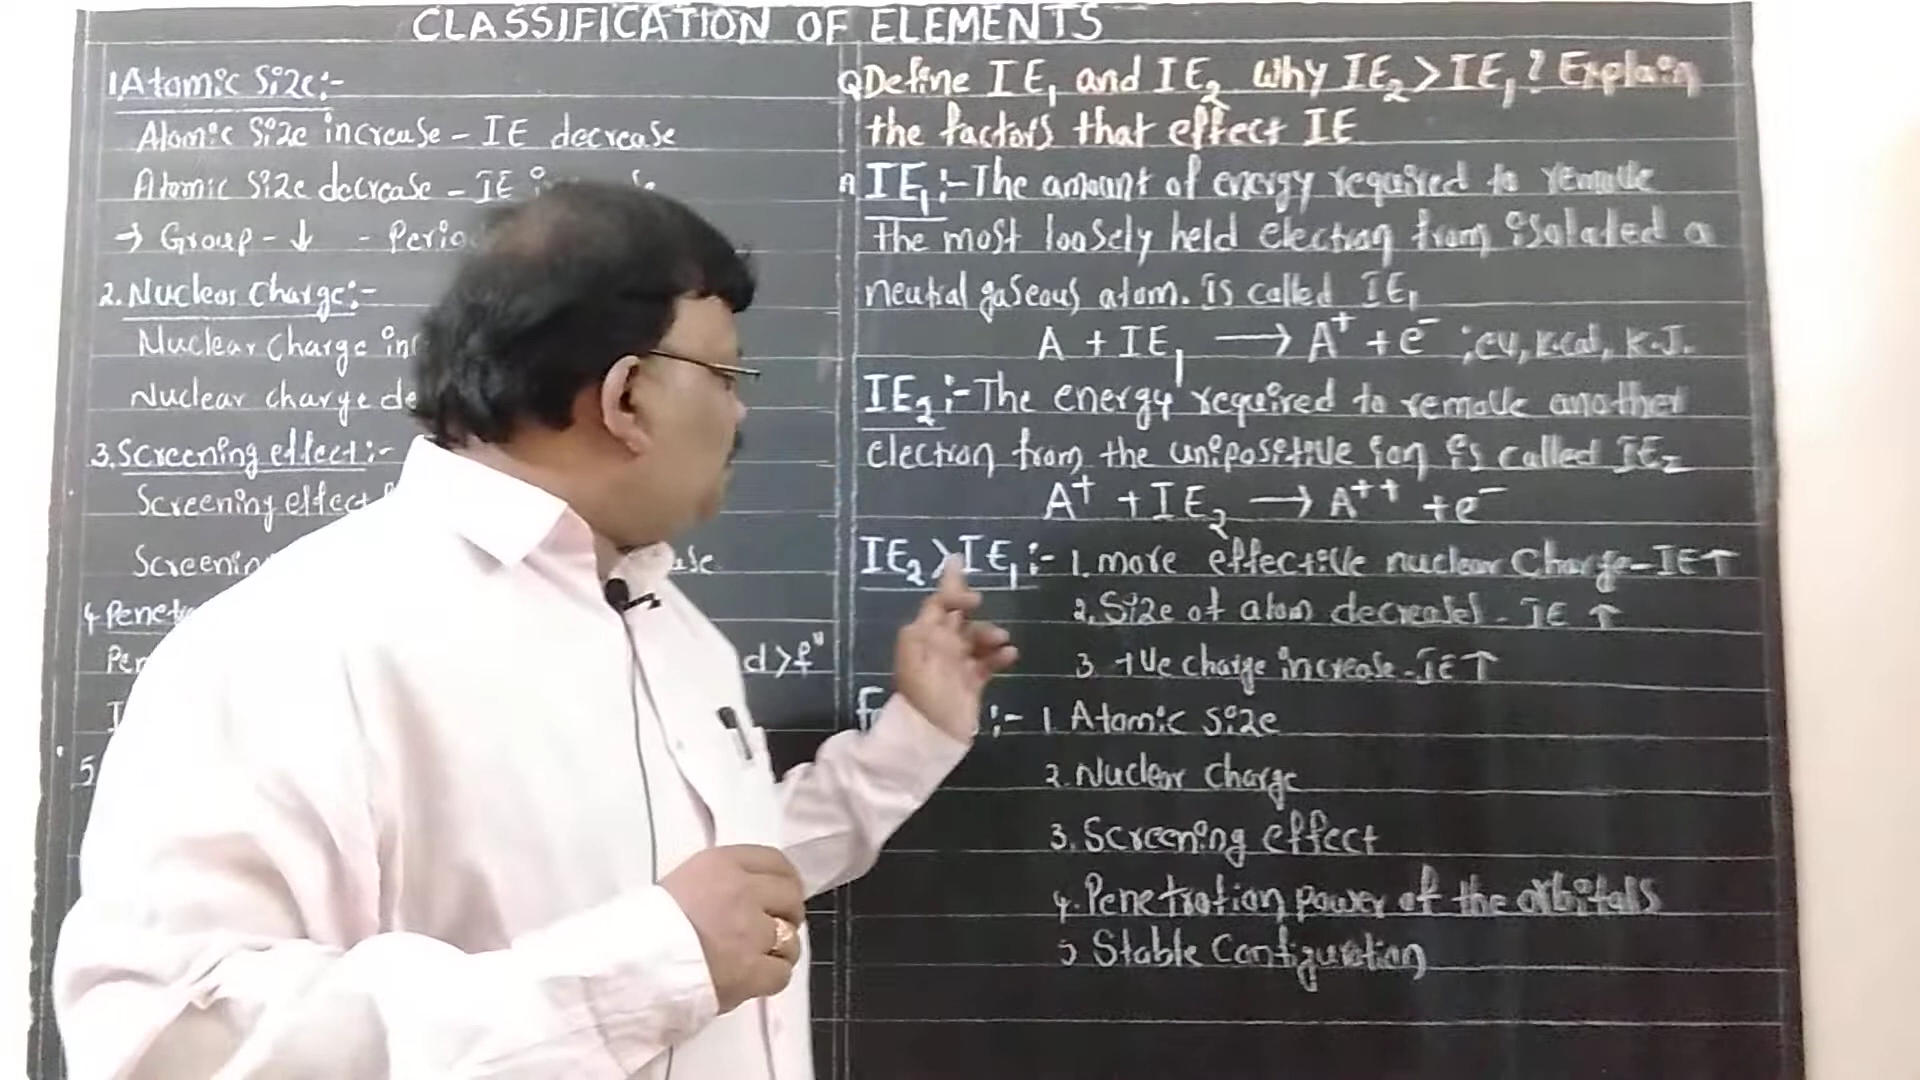 CLASSIFICATION OF ELEMENTS
1.Atomic Size:-
Atomic Size increase - IE decrease
Atomic Size decrease - IE
→ Group - ↓ - Perio
2. Nuclear Charge:-
Nuclear Charge in
Nuclear charge de
3. Screening effect:-
Screening effect
Screenin
4. Penetr
Pen d>f"
I
5
Q Define IE₁ and IE₂ Why IE₂ > IE₁? Explain
the factors that effect IE
A IE₁:- The amount of energy required to remove
the most loosely held electron from isolated a
neutral gaseous atom. Is called IE₁
A + IE₁ → A⁺ + e⁻ ; eV, K.Cal, K.J.
IE₂:- The energy required to remove another
electron from the unipositive ion is called IE₂
A⁺ + IE₂ → A⁺⁺ + e⁻
IE₂ > IE₁:- 1. more effective nuclear Charge - IE↑
2. Size of atom decreases - IE ↑
3. +ve charge increase - IE↑
:- 1. Atomic Size
2. Nuclear Charge
3. Screening effect
4. Penetration power of the orbitals
5 Stable Configuration